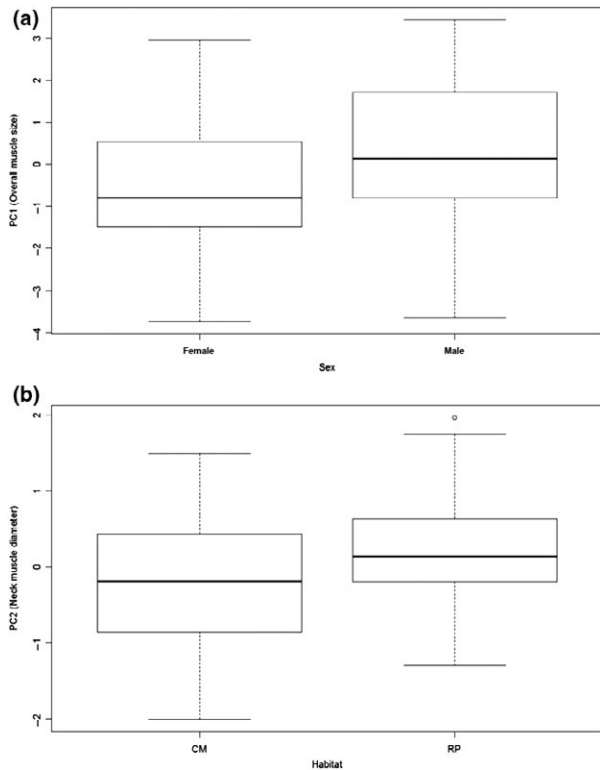 (a)
PC1 (Overall muscle size)
3
2
1
0
−1
−2
−3
−4
Female
Male
Sex
(b)
PC2 (Neck muscle diameter)
2
1
0
−1
−2
CM
RP
Habitat